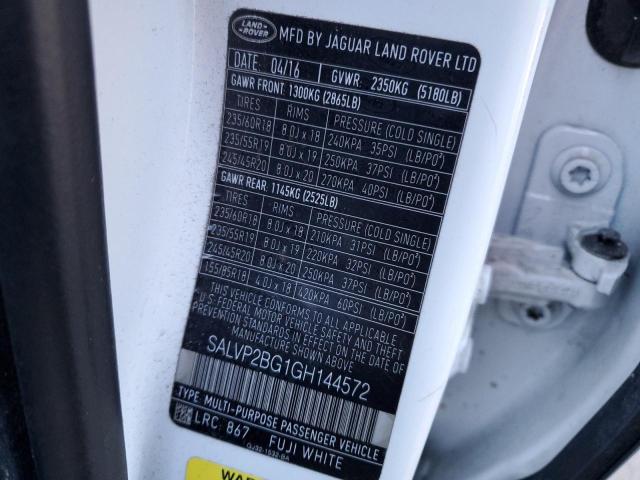 LAND ROVER
MFD BY JAGUAR LAND ROVER LTD
DATE: 04/16 GVWR: 2350KG (5180LB)
GAWR FRONT: 1300KG (2865LB)
TIRES RIMS PRESSURE (COLD SINGLE)
235/60R18 8.0J x 18 240KPA 35PSI (LB/PO²)
235/55R19 8.0J x 19 250KPA 37PSI (LB/PO²)
245/45R20 8.0J x 20 270KPA 40PSI (LB/PO²)
GAWR REAR: 1145KG (2525LB)
TIRES RIMS PRESSURE (COLD SINGLE)
235/60R18 8.0J x 18 210KPA 31PSI (LB/PO²)
235/55R19 8.0J x 19 220KPA 32PSI (LB/PO²)
245/45R20 8.0J x 20 250KPA 37PSI (LB/PO²)
155/85R18 4.0J x 18 420KPA 60PSI (LB/PO²)
THIS VEHICLE CONFORMS TO ALL APPLICABLE
U.S FEDERAL MOTOR VEHICLE SAFETY, BUMPER AND THEFT
PREVENTION STANDARDS IN EFFECT ON THE DATE OF
MANUFACTURE SHOWN ABOVE.
SALVP2BG1GH144572
TYPE: MULTI-PURPOSE PASSENGER VEHICLE
LRC: 867 FUJI WHITE